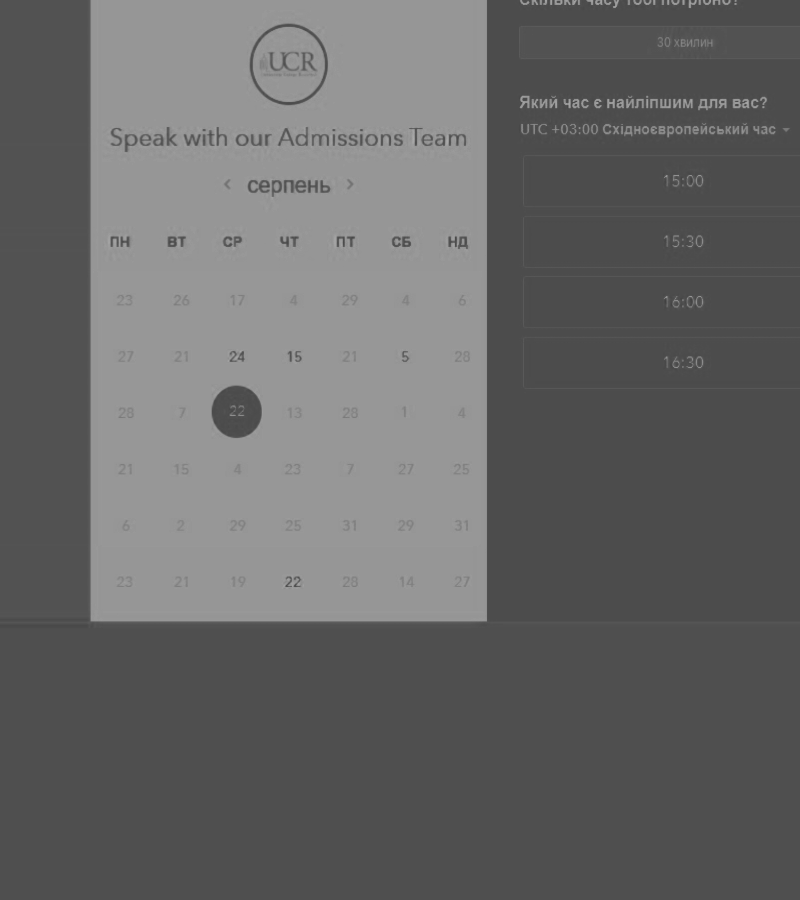 UCR
Speak with our Admissions Team
серпень
ПН ВТ СР ЧТ ПТ СБ НД
23 26 17 4 29 4 6
27 21 24 15 21 5 28
28 7 22 13 28 1 4
21 15 4 23 7 27 25
6 2 29 25 31 29 31
23 21 19 22 28 14 27
Скільки часу тобі потрібно?
30 хвилин
Який час є найліпшим для вас?
UTC +03:00 Східноєвропейський час
15:00
15:30
16:00
16:30